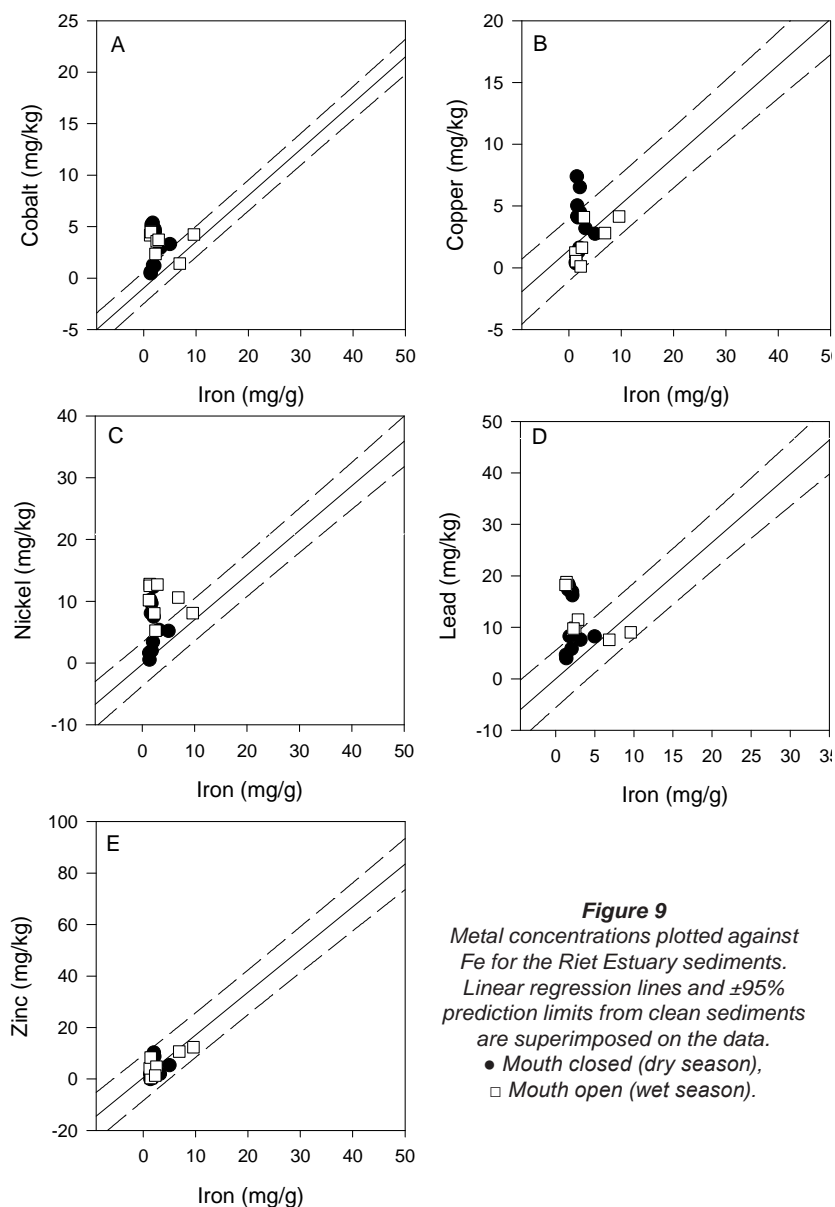 A
Cobalt (mg/kg)
25
20
15
10
5
0
-5
0 10 20 30 40 50
Iron (mg/g)
B
Copper (mg/kg)
20
15
10
5
0
-5
0 10 20 30 40 50
Iron (mg/g)
C
Nickel (mg/kg)
40
30
20
10
0
-10
0 10 20 30 40 50
Iron (mg/g)
D
Lead (mg/kg)
50
40
30
20
10
0
-10
0 5 10 15 20 25 30 35
Iron (mg/g)
E
Zinc (mg/kg)
100
80
60
40
20
0
-20
0 10 20 30 40 50
Iron (mg/g)
Figure 9
Metal concentrations plotted against
Fe for the Riet Estuary sediments.
Linear regression lines and ±95%
prediction limits from clean sediments
are superimposed on the data.
● Mouth closed (dry season),
□ Mouth open (wet season).